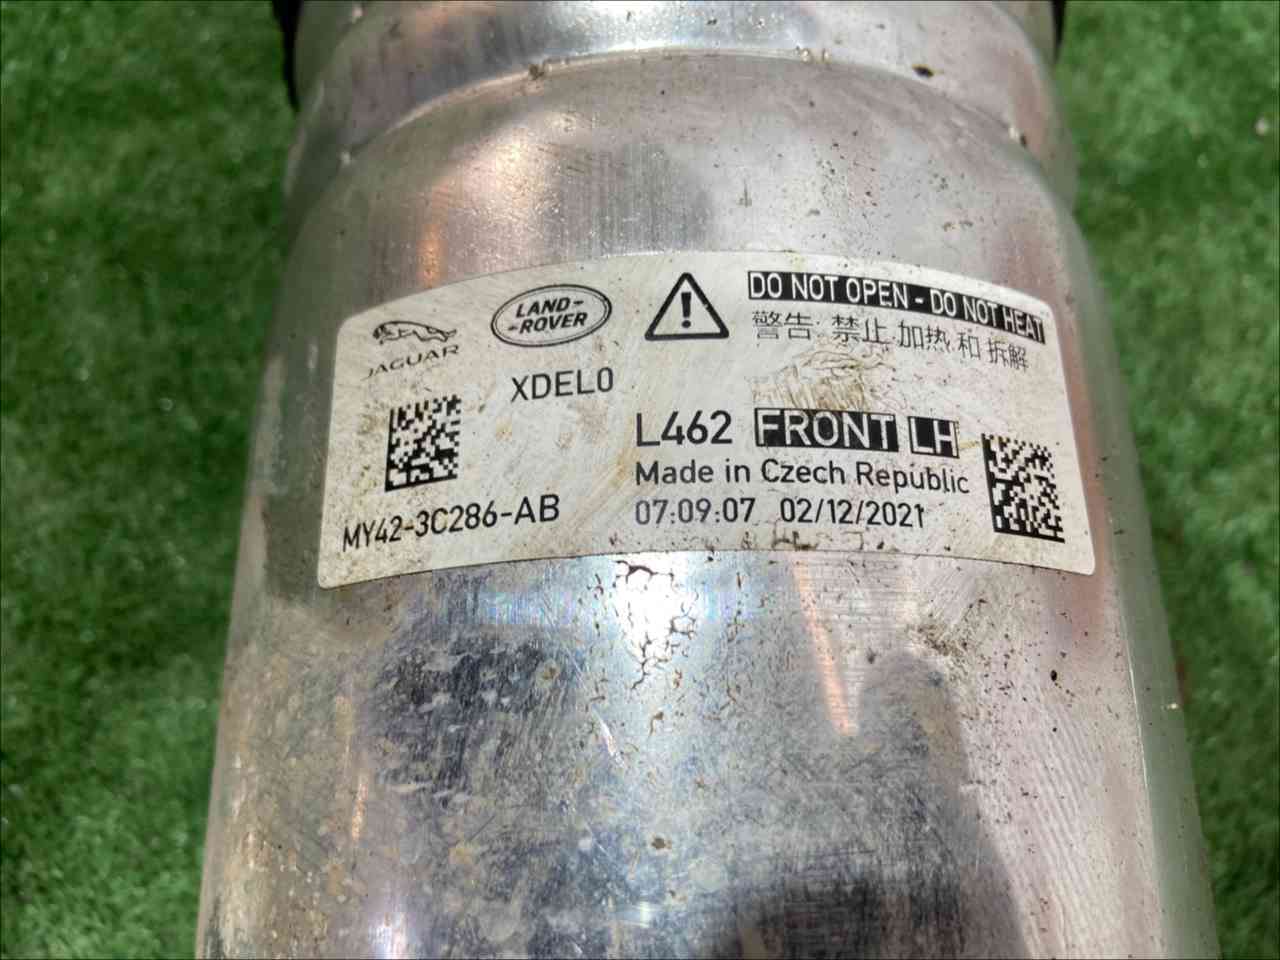 JAGUAR
LAND-
-ROVER
DO NOT OPEN - DO NOT HEAT
警告: 禁止 加热 和 拆解
XDEL0
L462 FRONT LH
Made in Czech Republic
07:09:07 02/12/2021
MY42-3C286-AB